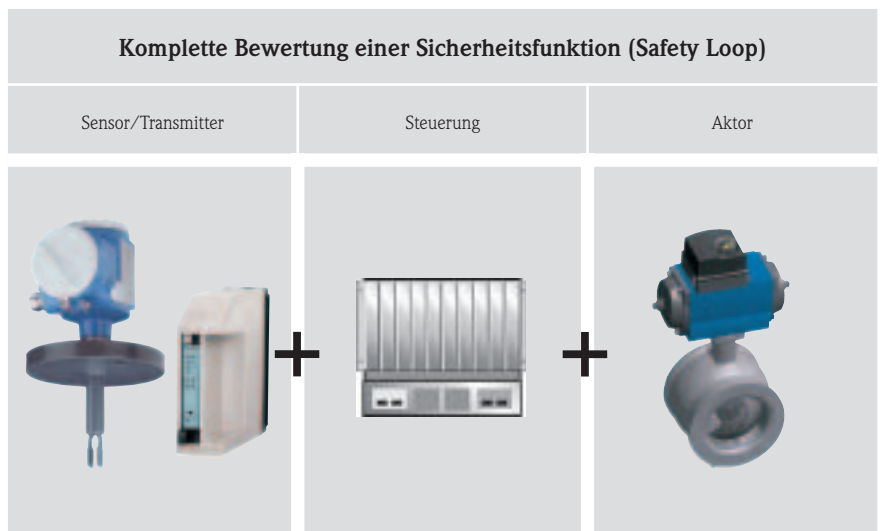 Komplette Bewertung einer Sicherheitsfunktion (Safety Loop)
Sensor/Transmitter
Steuerung
Aktor